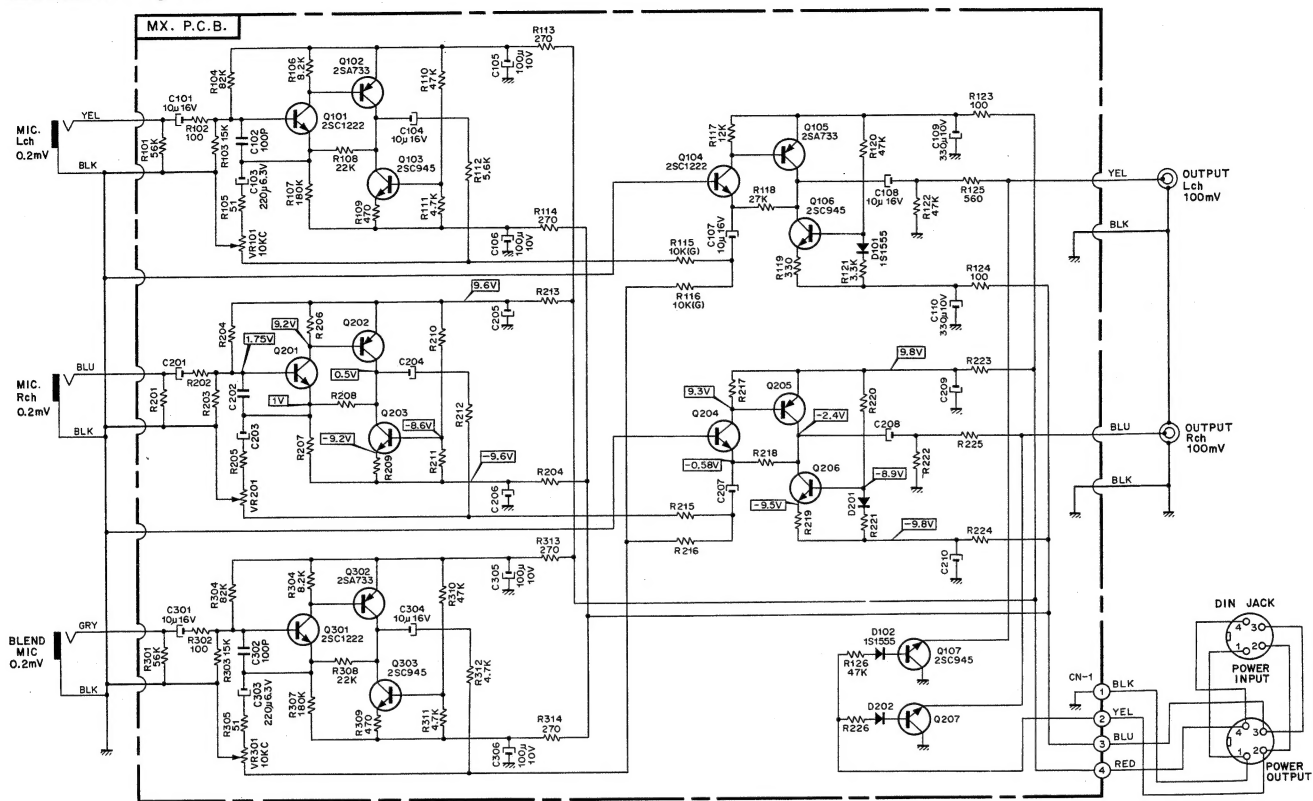 MX. P.C.B.
MIC.
Lch
0.2mV
YEL
BLK
C101
10μ16V
R101
56K
R102
100
R103 15K
R104
82K
C102
100P
C103
220μ6.3V
R105
51
VR101
10KC
R106
8.2K
Q101
2SC1222
Q102
2SA733
R107
180K
R108
22K
Q103
2SC945
R109
470
R110
47K
R111
4.7K
C104
10μ16V
R112
5.6K
C105
100μ
10V
R113
270
R114
270
C106
100μ
10V
R115
10K(G)
R116
10K(G)
Q104
2SC1222
R117
12K
Q105
2SA733
R118
27K
C107
10μ16V
Q106
2SC945
R119
330
R120
47K
D101
1S1555
R121
3.3K
C108
10μ16V
R122
47K
C109
330μ10V
R123
100
R124
100
C110
330μ10V
R125
560
YEL
BLK
OUTPUT
Lch
100mV
MIC.
Rch
0.2mV
BLU
BLK
C201
R201
R202
R203
R204
1.75V
C202
C203
R205
VR201
9.2V
R206
Q201
Q202
1V
0.5V
R207
R208
Q203
-9.2V
R209
R210
-8.6V
R211
C204
R212
9.6V
C205
R213
-9.6V
R204
C206
R215
R216
9.3V
R217
Q204
Q205
-0.58V
R218
C207
-2.4V
Q206
-9.5V
R219
R220
-8.9V
D201
R221
C208
R222
9.8V
C209
R223
-9.8V
R224
C210
R225
BLU
BLK
OUTPUT
Rch
100mV
BLEND
MIC
0.2mV
GRY
BLK
C301
10μ16V
R301
56K
R302
100
R303 15K
R304
82K
C302
100P
C303
220μ6.3V
R305
51
VR301
10KC
R304
8.2K
Q301
2SC1222
Q302
2SA733
R307
180K
R308
22K
Q303
2SC945
R309
470
R310
47K
R311
4.7K
C304
10μ16V
R312
4.7K
C305
100μ
10V
R313
270
R314
270
C306
100μ
10V
D102
1S1555
R126
47K
Q107
2SC945
D202
R226
Q207
CN-1
1
BLK
2
YEL
3
BLU
4
RED
DIN JACK
4
3
1
2
POWER
INPUT
4
3
1
2
POWER
OUTPUT